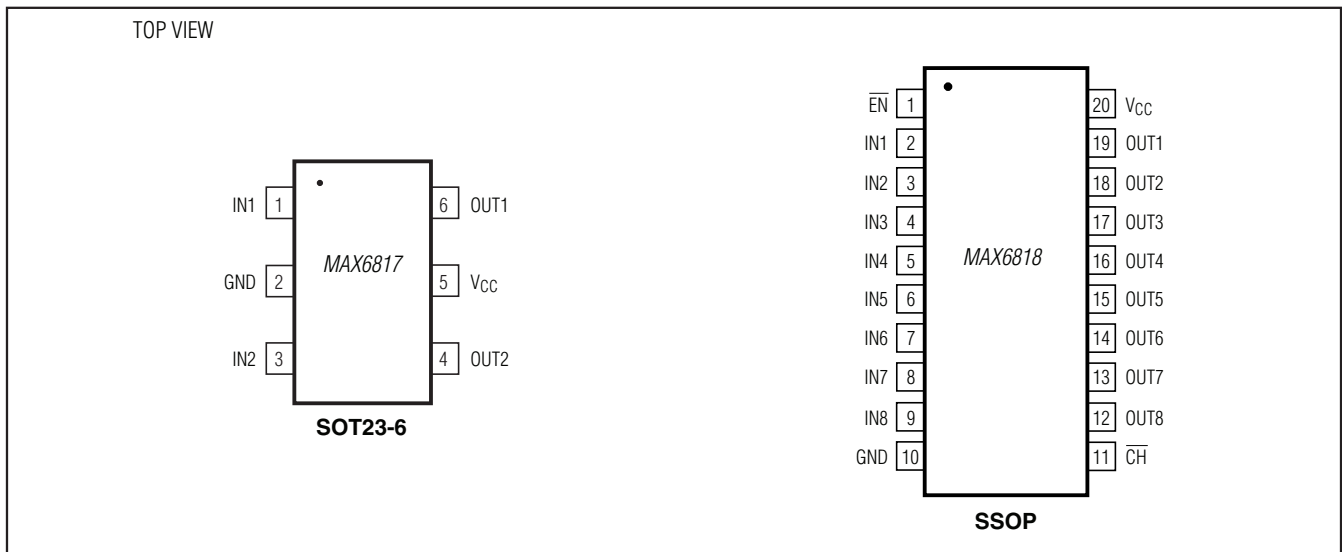 TOP VIEW
IN1 1
6 OUT1
GND 2
MAX6817
5 VCC
IN2 3
4 OUT2
SOT23-6
E̅N̅ 1
20 VCC
IN1 2
19 OUT1
IN2 3
18 OUT2
IN3 4
17 OUT3
IN4 5
MAX6818
16 OUT4
IN5 6
15 OUT5
IN6 7
14 OUT6
IN7 8
13 OUT7
IN8 9
12 OUT8
GND 10
11 C̅H̅
SSOP